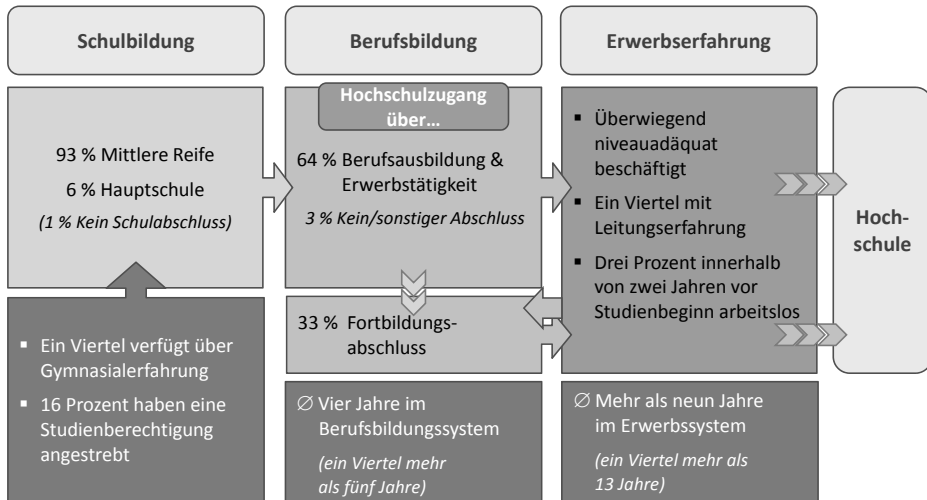 Schulbildung
Berufsbildung
Erwerbserfahrung
93 % Mittlere Reife
6 % Hauptschule
(1 % Kein Schulabschluss)
▪ Ein Viertel verfügt über
Gymnasialerfahrung
▪ 16 Prozent haben eine
Studienberechtigung
angestrebt
Hochschulzugang
über…
64 % Berufsausbildung &
Erwerbstätigkeit
3 % Kein/sonstiger Abschluss
33 % Fortbildungs-
abschluss
∅ Vier Jahre im
Berufsbildungssystem
(ein Viertel mehr
als fünf Jahre)
▪ Überwiegend
niveauadäquat
beschäftigt
▪ Ein Viertel mit
Leitungserfahrung
▪ Drei Prozent innerhalb
von zwei Jahren vor
Studienbeginn arbeitslos
∅ Mehr als neun Jahre
im Erwerbssystem
(ein Viertel mehr als
13 Jahre)
Hoch-
schule